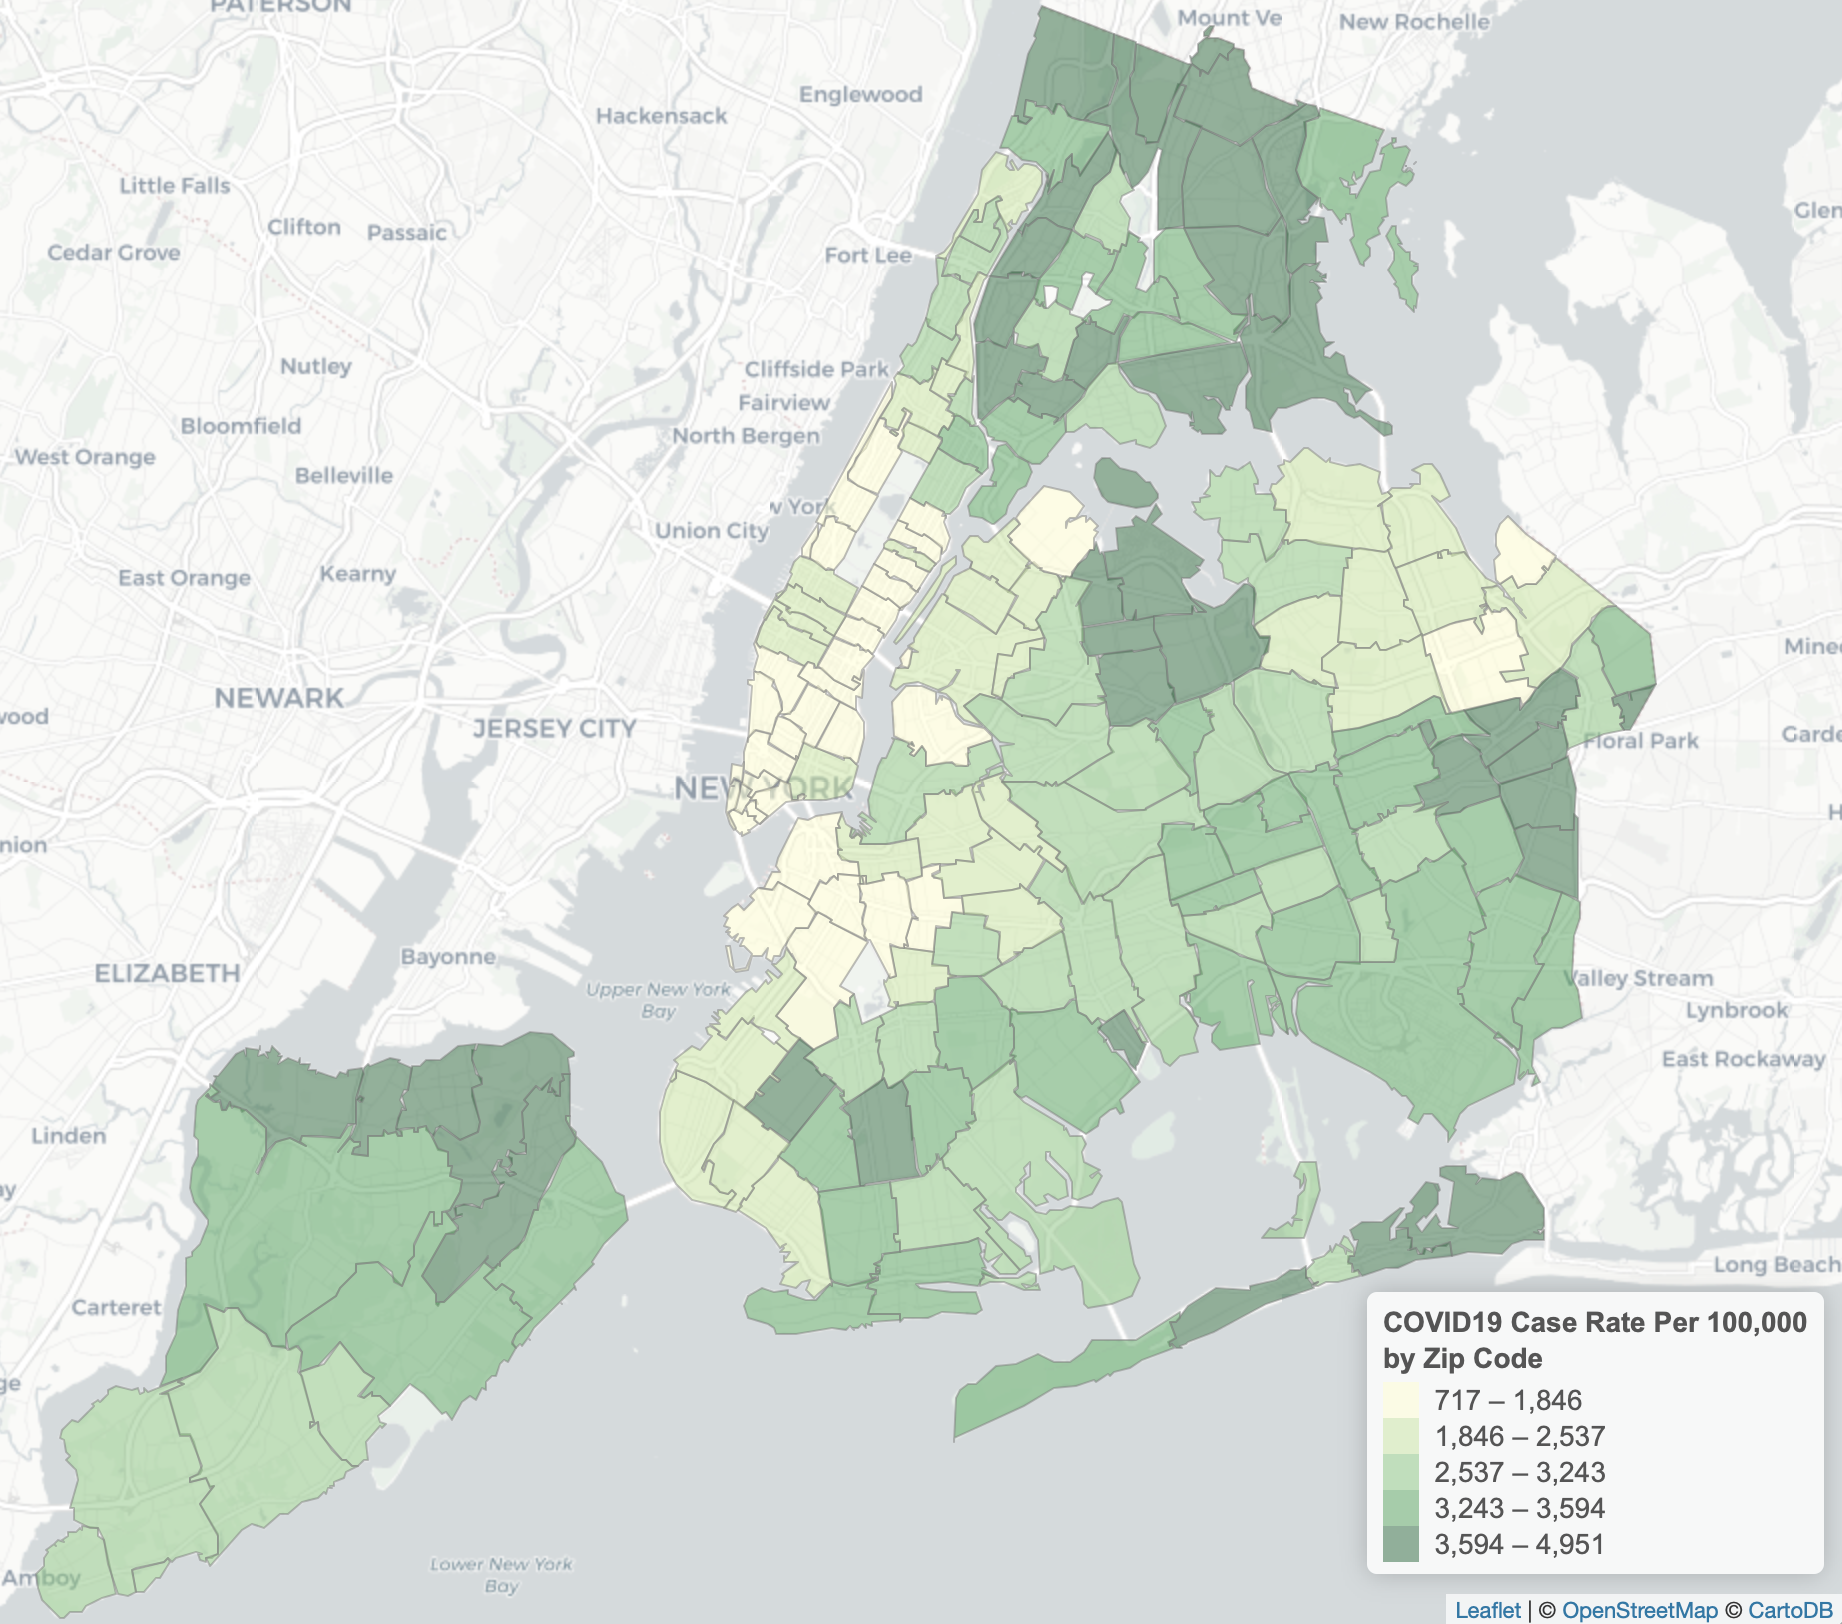 PATERSON
Mount Ve
New Rochelle
Englewood
Hackensack
Little Falls
Glen
Clifton
Passaic
Cedar Grove
Fort Lee
Nutley
Cliffside Park
Fairview
Bloomfield
North Bergen
West Orange
Belleville
w York
Union City
East Orange
Kearny
Mine
NEWARK
wood
JERSEY CITY
Floral Park
Garde
NEW YORK
H
nion
Bayonne
ELIZABETH
Valley Stream
Upper New York
Bay
Lynbrook
East Rockaway
Linden
ay
Long Beach
Carteret
ge
Amboy
Lower New York
Bay
COVID19 Case Rate Per 100,000
by Zip Code
717 – 1,846
1,846 – 2,537
2,537 – 3,243
3,243 – 3,594
3,594 – 4,951
Leaflet | © OpenStreetMap © CartoDB